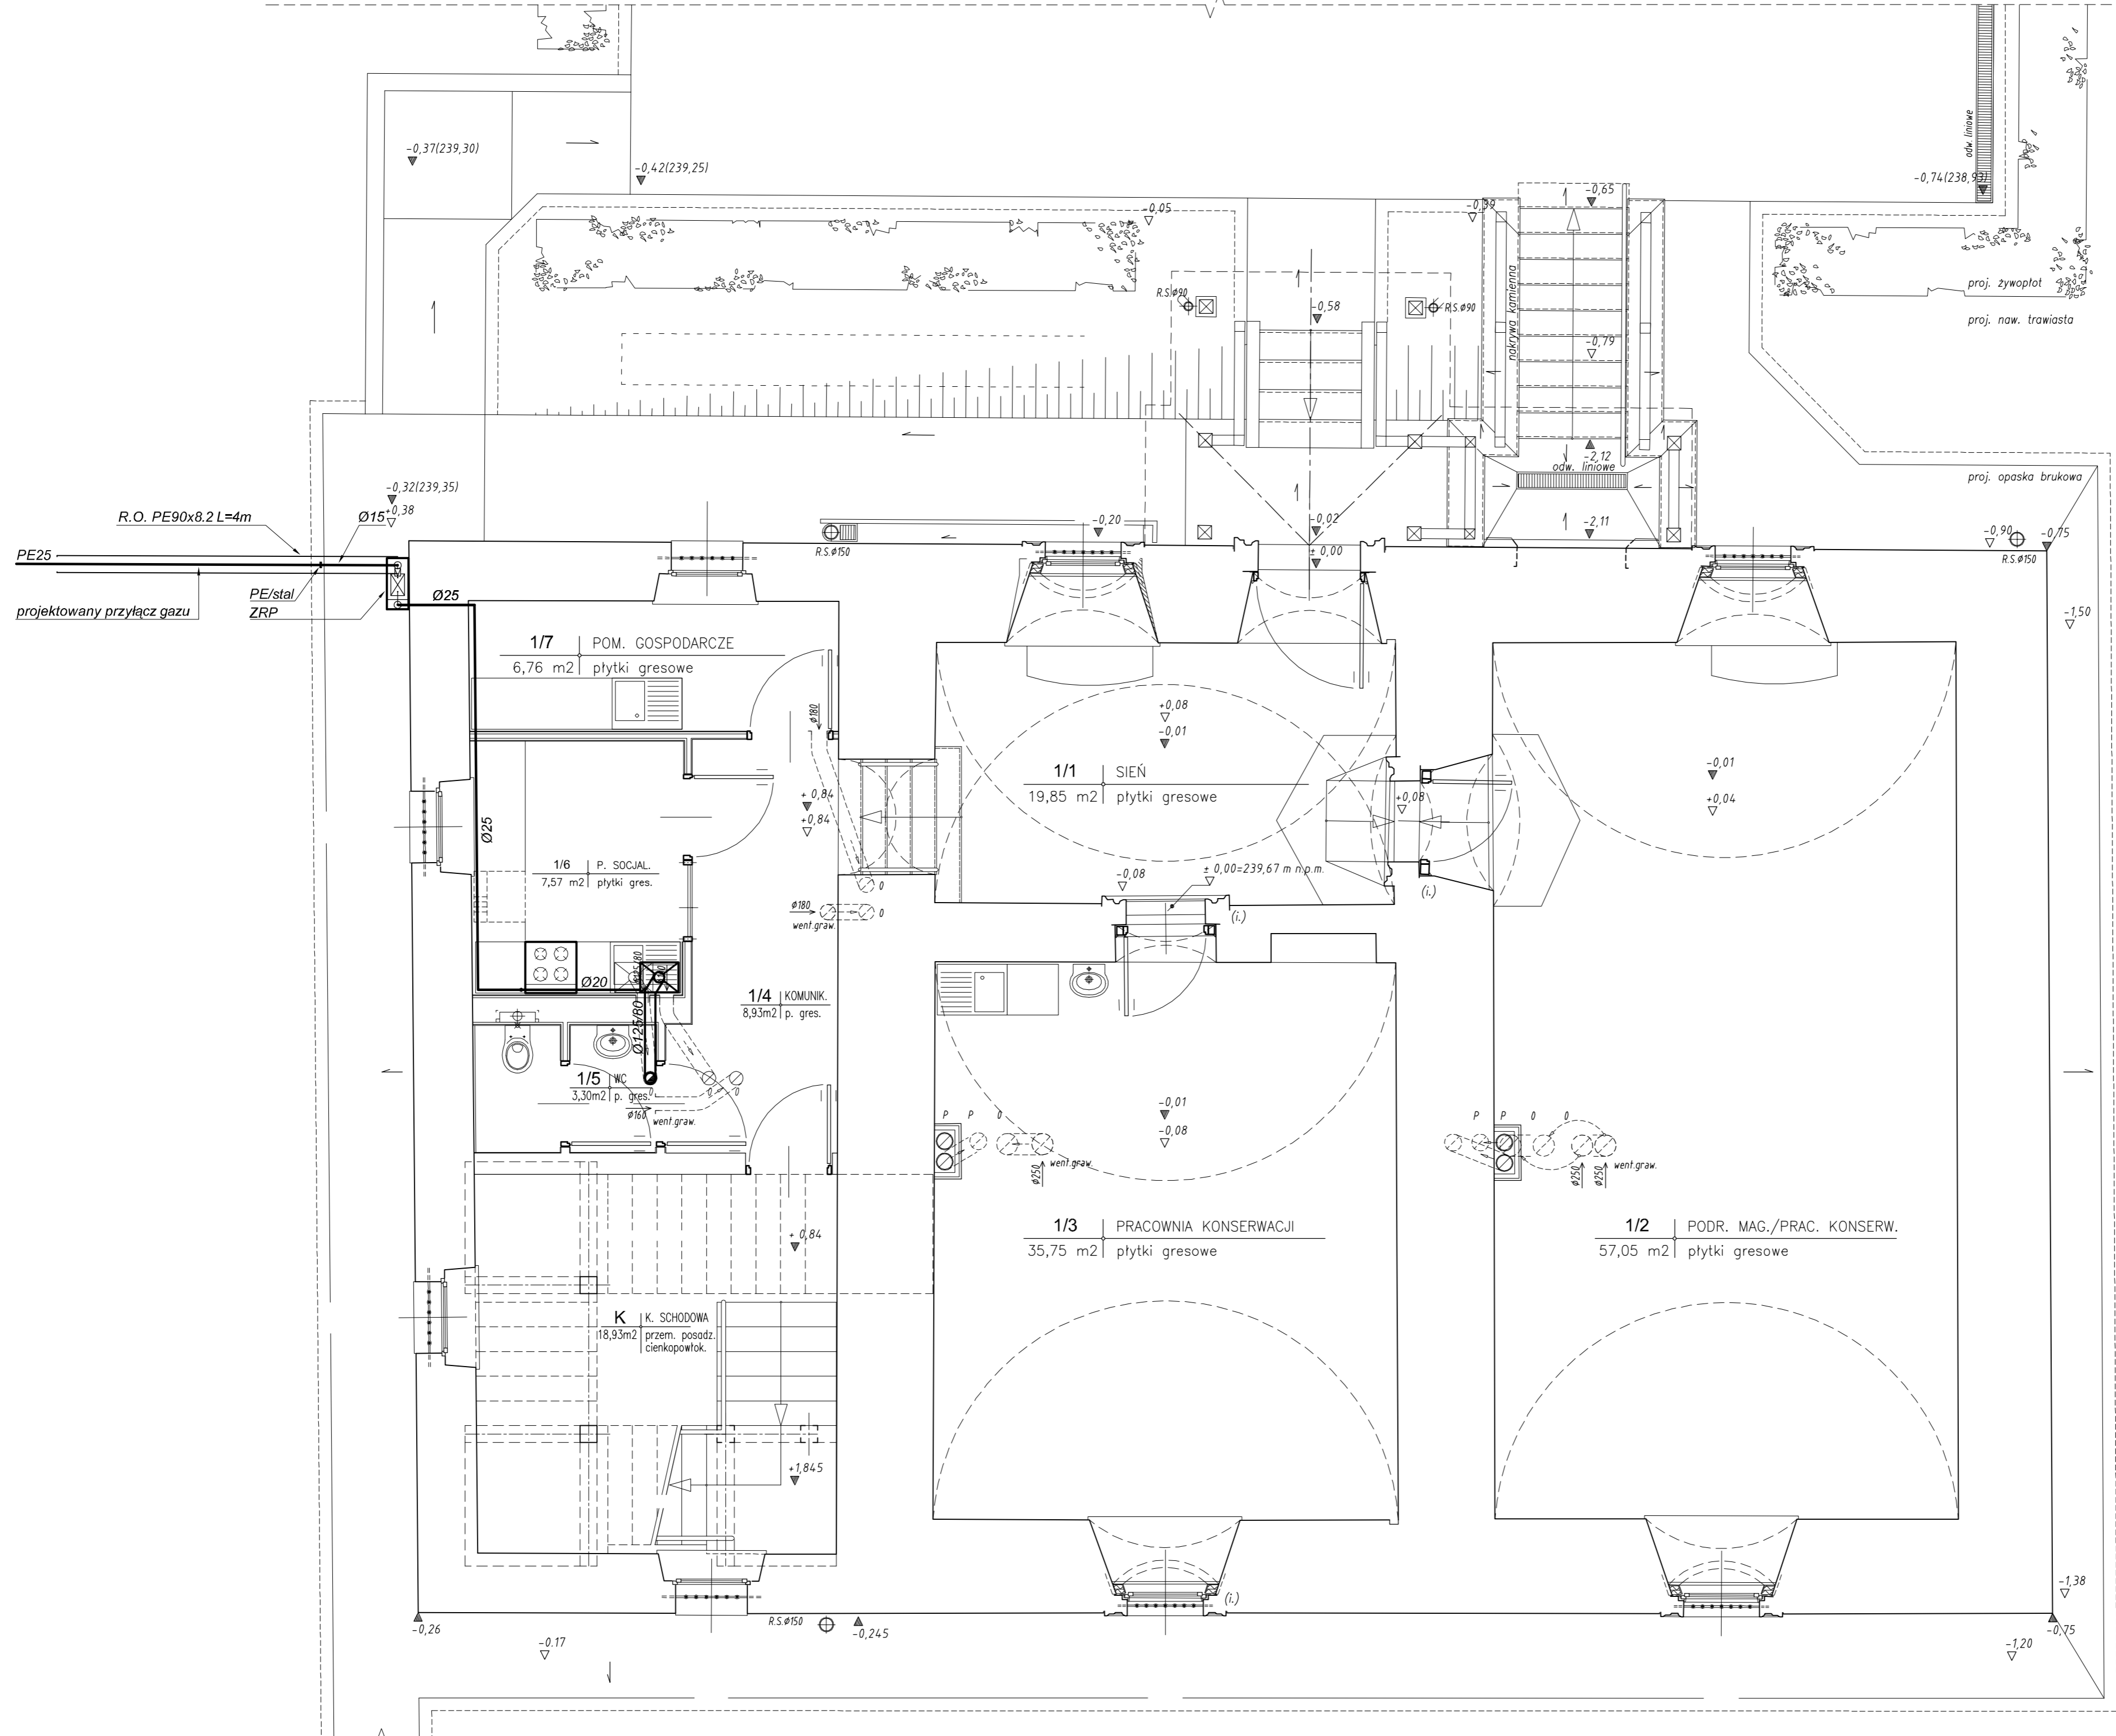 -0,37(239,30)
-0,42(239,25)
-0,05
-0,39
-0,65
-0,74(238,93)
odw. liniowe
R.S.Ø90
-0,58
R.S.Ø90
nakrywa kamienna
-0,79
proj. żywopłot
proj. naw. trawiasta
-2,12
odw. liniowe
proj. opaska brukowa
-0,32(239,35)
+0,38
R.O. PE90x8.2 L=4m
Ø15
PE25
R.S.Ø150
-0,20
-0,02
± 0,00
-2,11
-0,90
-0,75
R.S.Ø150
PE/stal
ZRP
projektowany przyłącz gazu
Ø25
-1,50
1/7 POM. GOSPODARCZE
6,76 m2 płytki gresowe
Ø180
+0,08
-0,01
1/1 SIEŃ
19,85 m2 płytki gresowe
+ 0,84
+0,84
+0,08
-0,01
+0,04
Ø25
1/6 P. SOCJAL.
7,57 m2 płytki gres.
-0,08
± 0,00=239,67 m n.p.m.
(i.)
(i.)
Ø180
0
0
went.graw.
Ø20
Ø125/80
1/4 KOMUNIK.
8,93m2 p. gres.
1/5 WC
3,30m2 p. gres.
0
0
0
Ø160
went.graw.
-0,01
-0,08
P P 0
Ø250
went.graw.
P P 0 0
Ø250
Ø250
went.graw.
+ 0,84
1/3 PRACOWNIA KONSERWACJI
35,75 m2 płytki gresowe
1/2 PODR. MAG./PRAC. KONSERW.
57,05 m2 płytki gresowe
K K. SCHODOWA
18,93m2 przem. posadz.
cienkopowłok.
+1,845
(i.)
-1,38
-0,26
R.S.Ø150
-0,245
-0,75
-0.17
-1,20